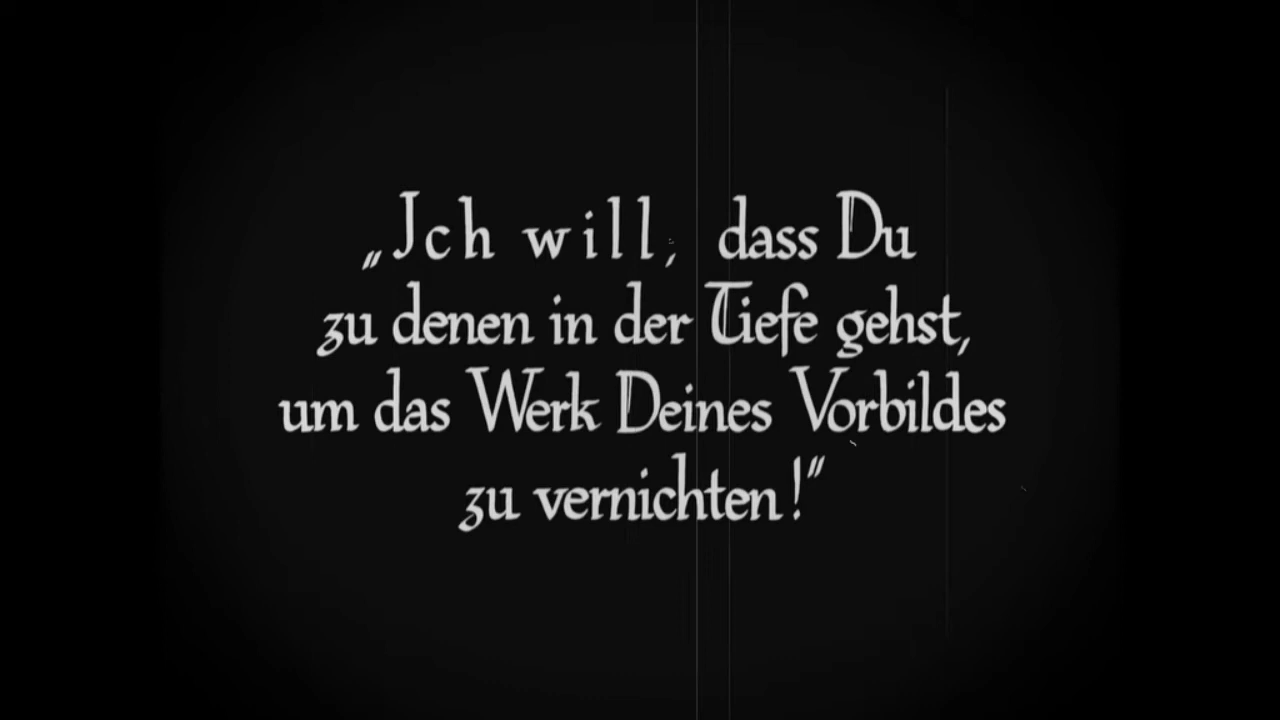 „Jch will, dass Du
zu denen in der Tiefe gehst,
um das Werk Deines Vorbildes
zu vernichten!"